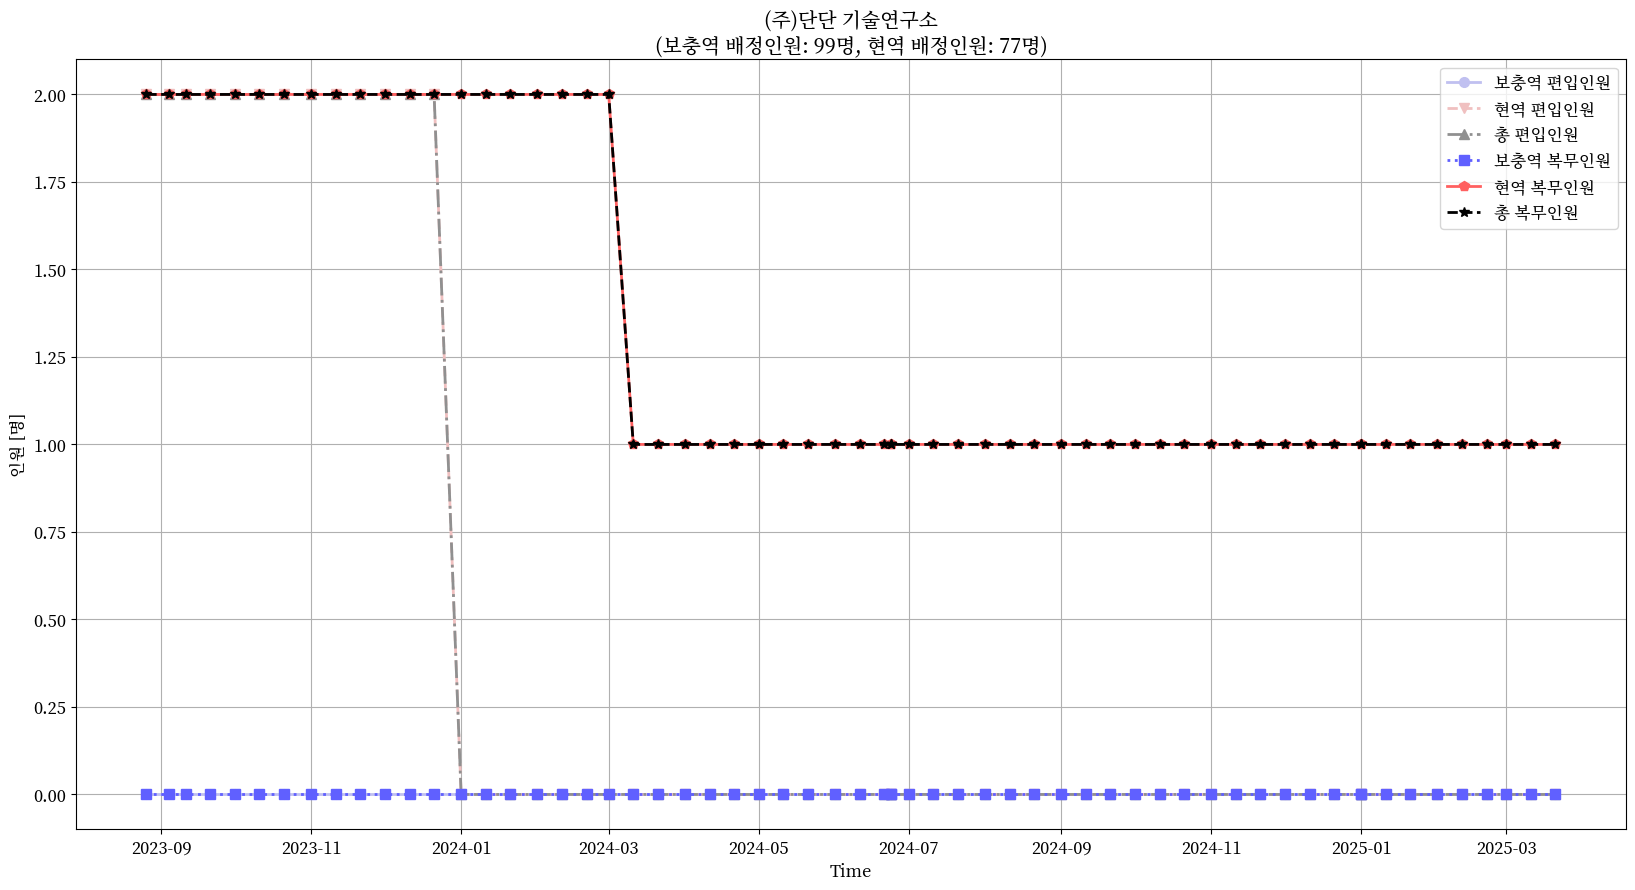 (주)단단 기술연구소
(보충역 배정인원: 99명, 현역 배정인원: 77명)
보충역 편입인원
현역 편입인원
총 편입인원
보충역 복무인원
현역 복무인원
총 복무인원
인원 [명]
2.00
1.75
1.50
1.25
1.00
0.75
0.50
0.25
0.00
2023-09
2023-11
2024-01
2024-03
2024-05
2024-07
2024-09
2024-11
2025-01
2025-03
Time